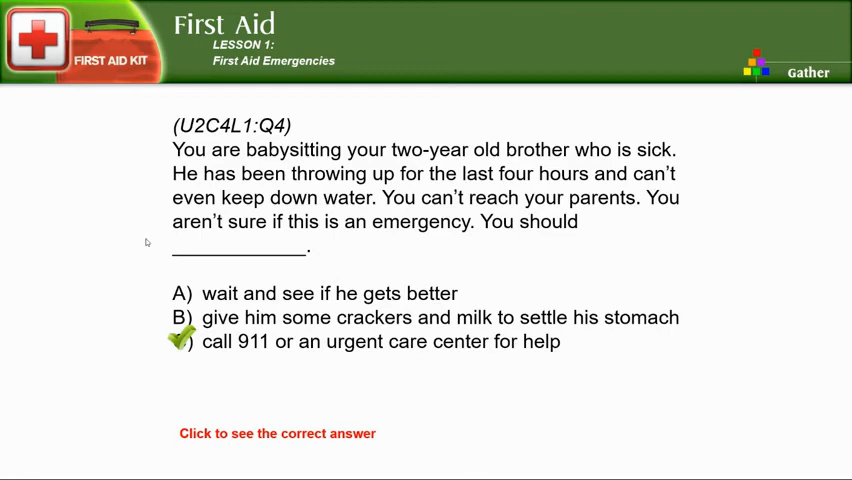 First Aid
LESSON 1:
First Aid Emergencies
FIRST AID KIT
Gather
(U2C4L1:Q4)
You are babysitting your two-year old brother who is sick.
He has been throwing up for the last four hours and can't
even keep down water. You can't reach your parents. You
aren't sure if this is an emergency. You should
_____________.
A) wait and see if he gets better
B) give him some crackers and milk to settle his stomach
) call 911 or an urgent care center for help
Click to see the correct answer